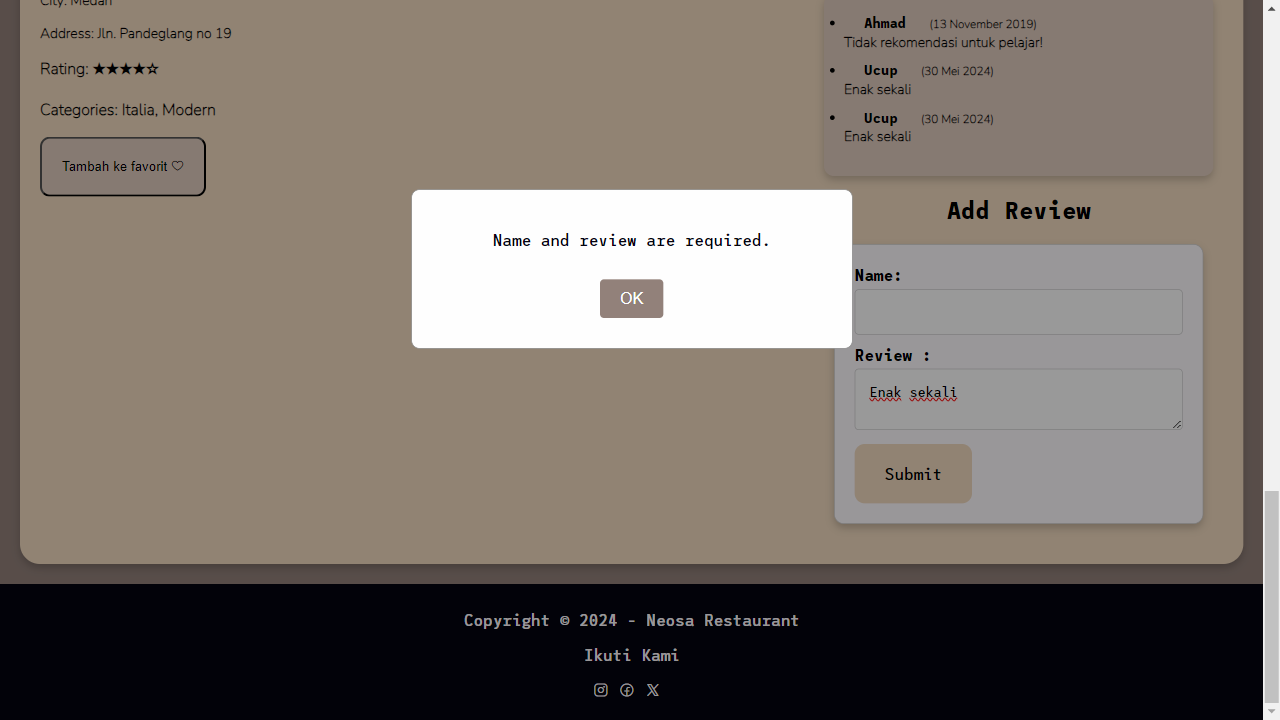 City: Medan
Address: Jln. Pandeglang no 19
Rating: ★★★★☆
Categories: Italia, Modern
Tambah ke favorit ♡
Ahmad (13 November 2019)
Tidak rekomendasi untuk pelajar!
Ucup (30 Mei 2024)
Enak sekali
Ucup (30 Mei 2024)
Enak sekali
Name and review are required.
OK
Add Review
Name:
Review :
Enak sekali
Submit
Copyright © 2024 - Neosa Restaurant
Ikuti Kami